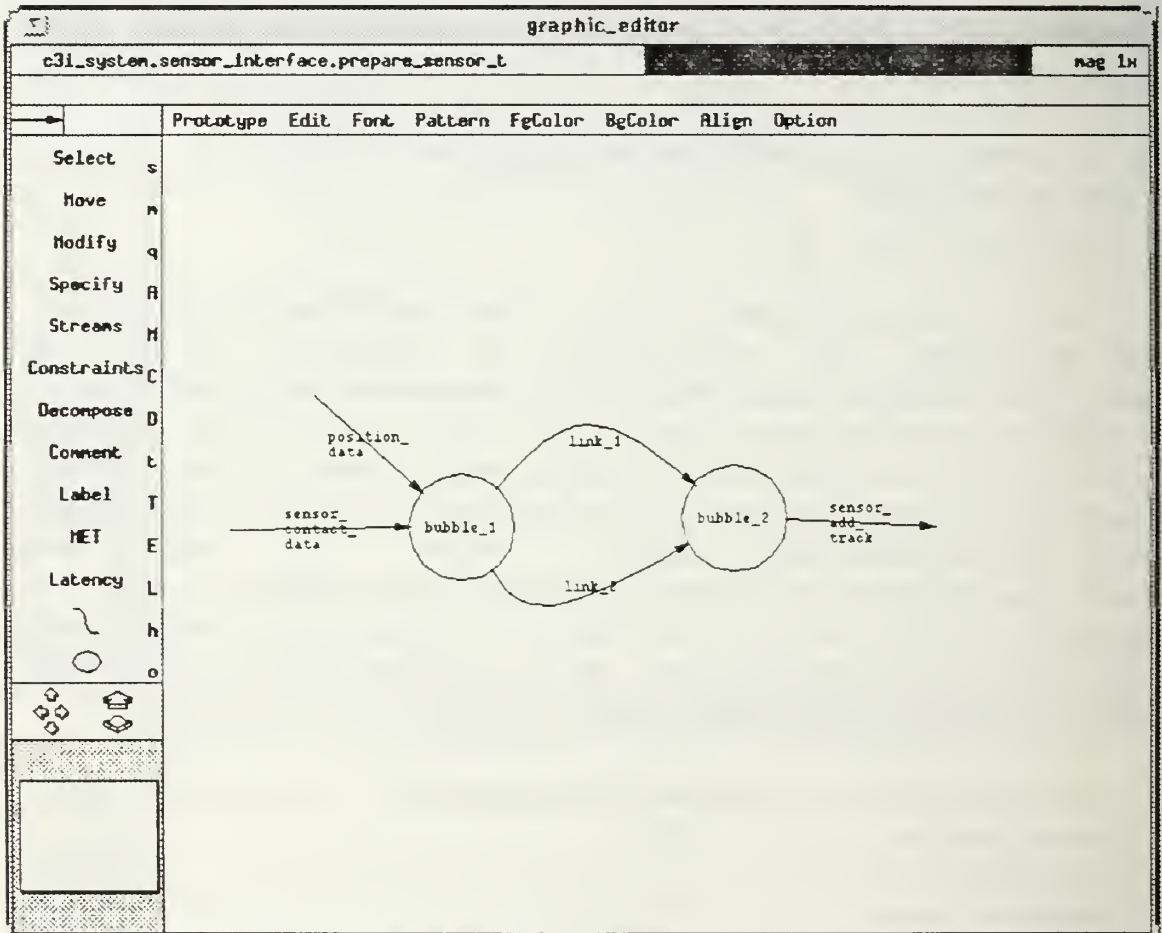 graphic_editor
c3i_system.sensor_interface.prepare_sensor_t
mag 1x
Prototype Edit Font Pattern FgColor BgColor Align Option
Select s
Move m
Modify q
Specify A
Streams M
Constraints C
Decompose D
Comment t
Label T
MET E
Latency L
h
o
position_
data
sensor_
contact_
data
bubble_1
link_1
link_2
bubble_2
sensor_
add_
track